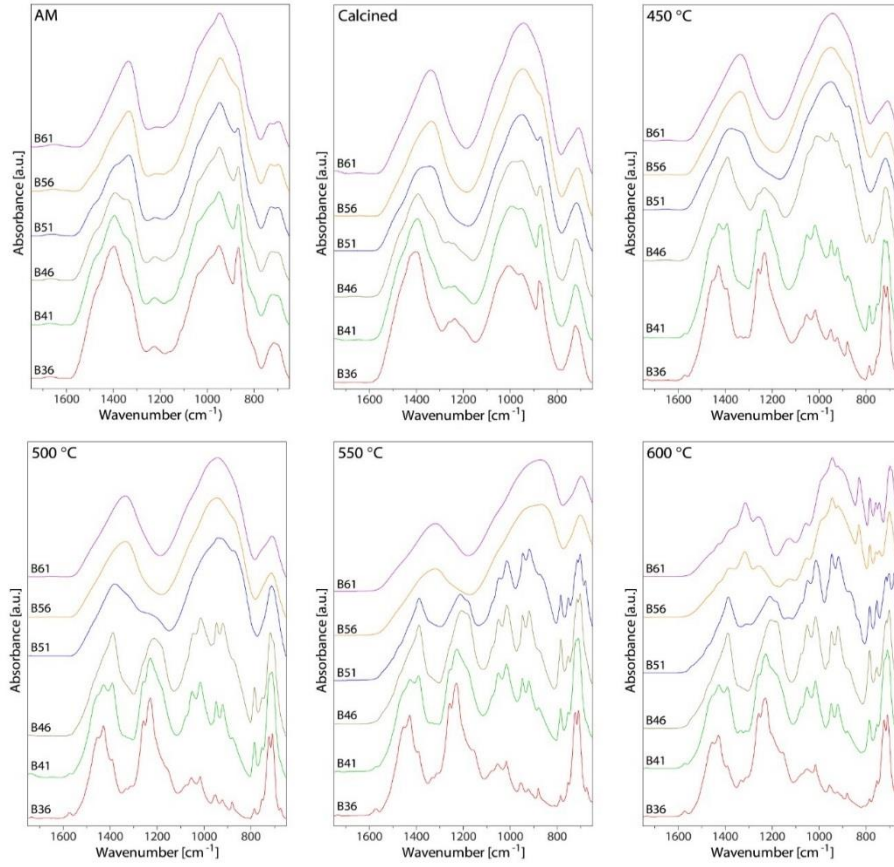 AM
Absorbance [a.u.]
B61
B56
B51
B46
B41
B36
1600 1400 1200 1000 800
Wavenumber (cm⁻¹)
Calcined
Absorbance [a.u.]
B61
B56
B51
B46
B41
B36
1600 1400 1200 1000 800
Wavenumber [cm⁻¹]
450 °C
Absorbance [a.u.]
B61
B56
B51
B46
B41
B36
1600 1400 1200 1000 800
Wavenumber [cm⁻¹]
500 °C
Absorbance [a.u.]
B61
B56
B51
B46
B41
B36
1600 1400 1200 1000 800
Wavenumber [cm⁻¹]
550 °C
Absorbance [a.u.]
B61
B56
B51
B46
B41
B36
1600 1400 1200 1000 800
Wavenumber [cm⁻¹]
600 °C
Absorbance [a.u.]
B61
B56
B51
B46
B41
B36
1600 1400 1200 1000 800
Wavenumber [cm⁻¹]